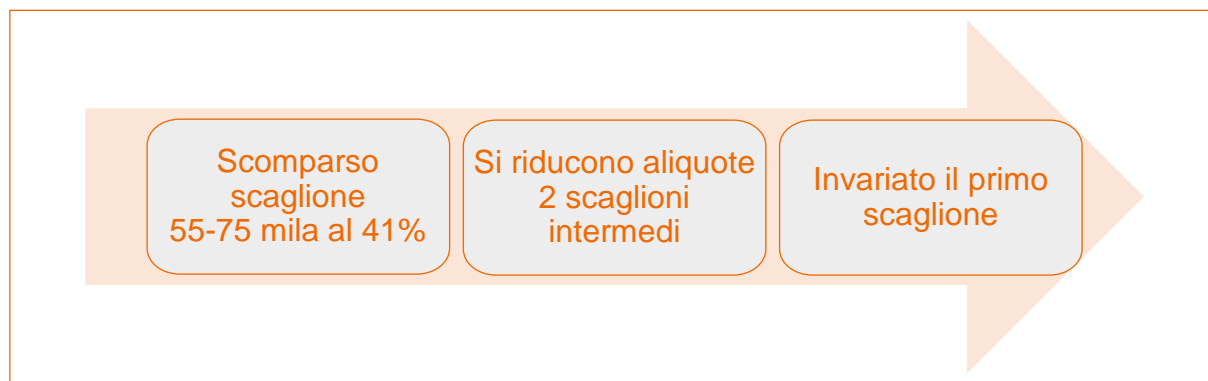 Scomparso
scaglione
55-75 mila al 41%
Si riducono aliquote
2 scaglioni
intermedi
Invariato il primo
scaglione